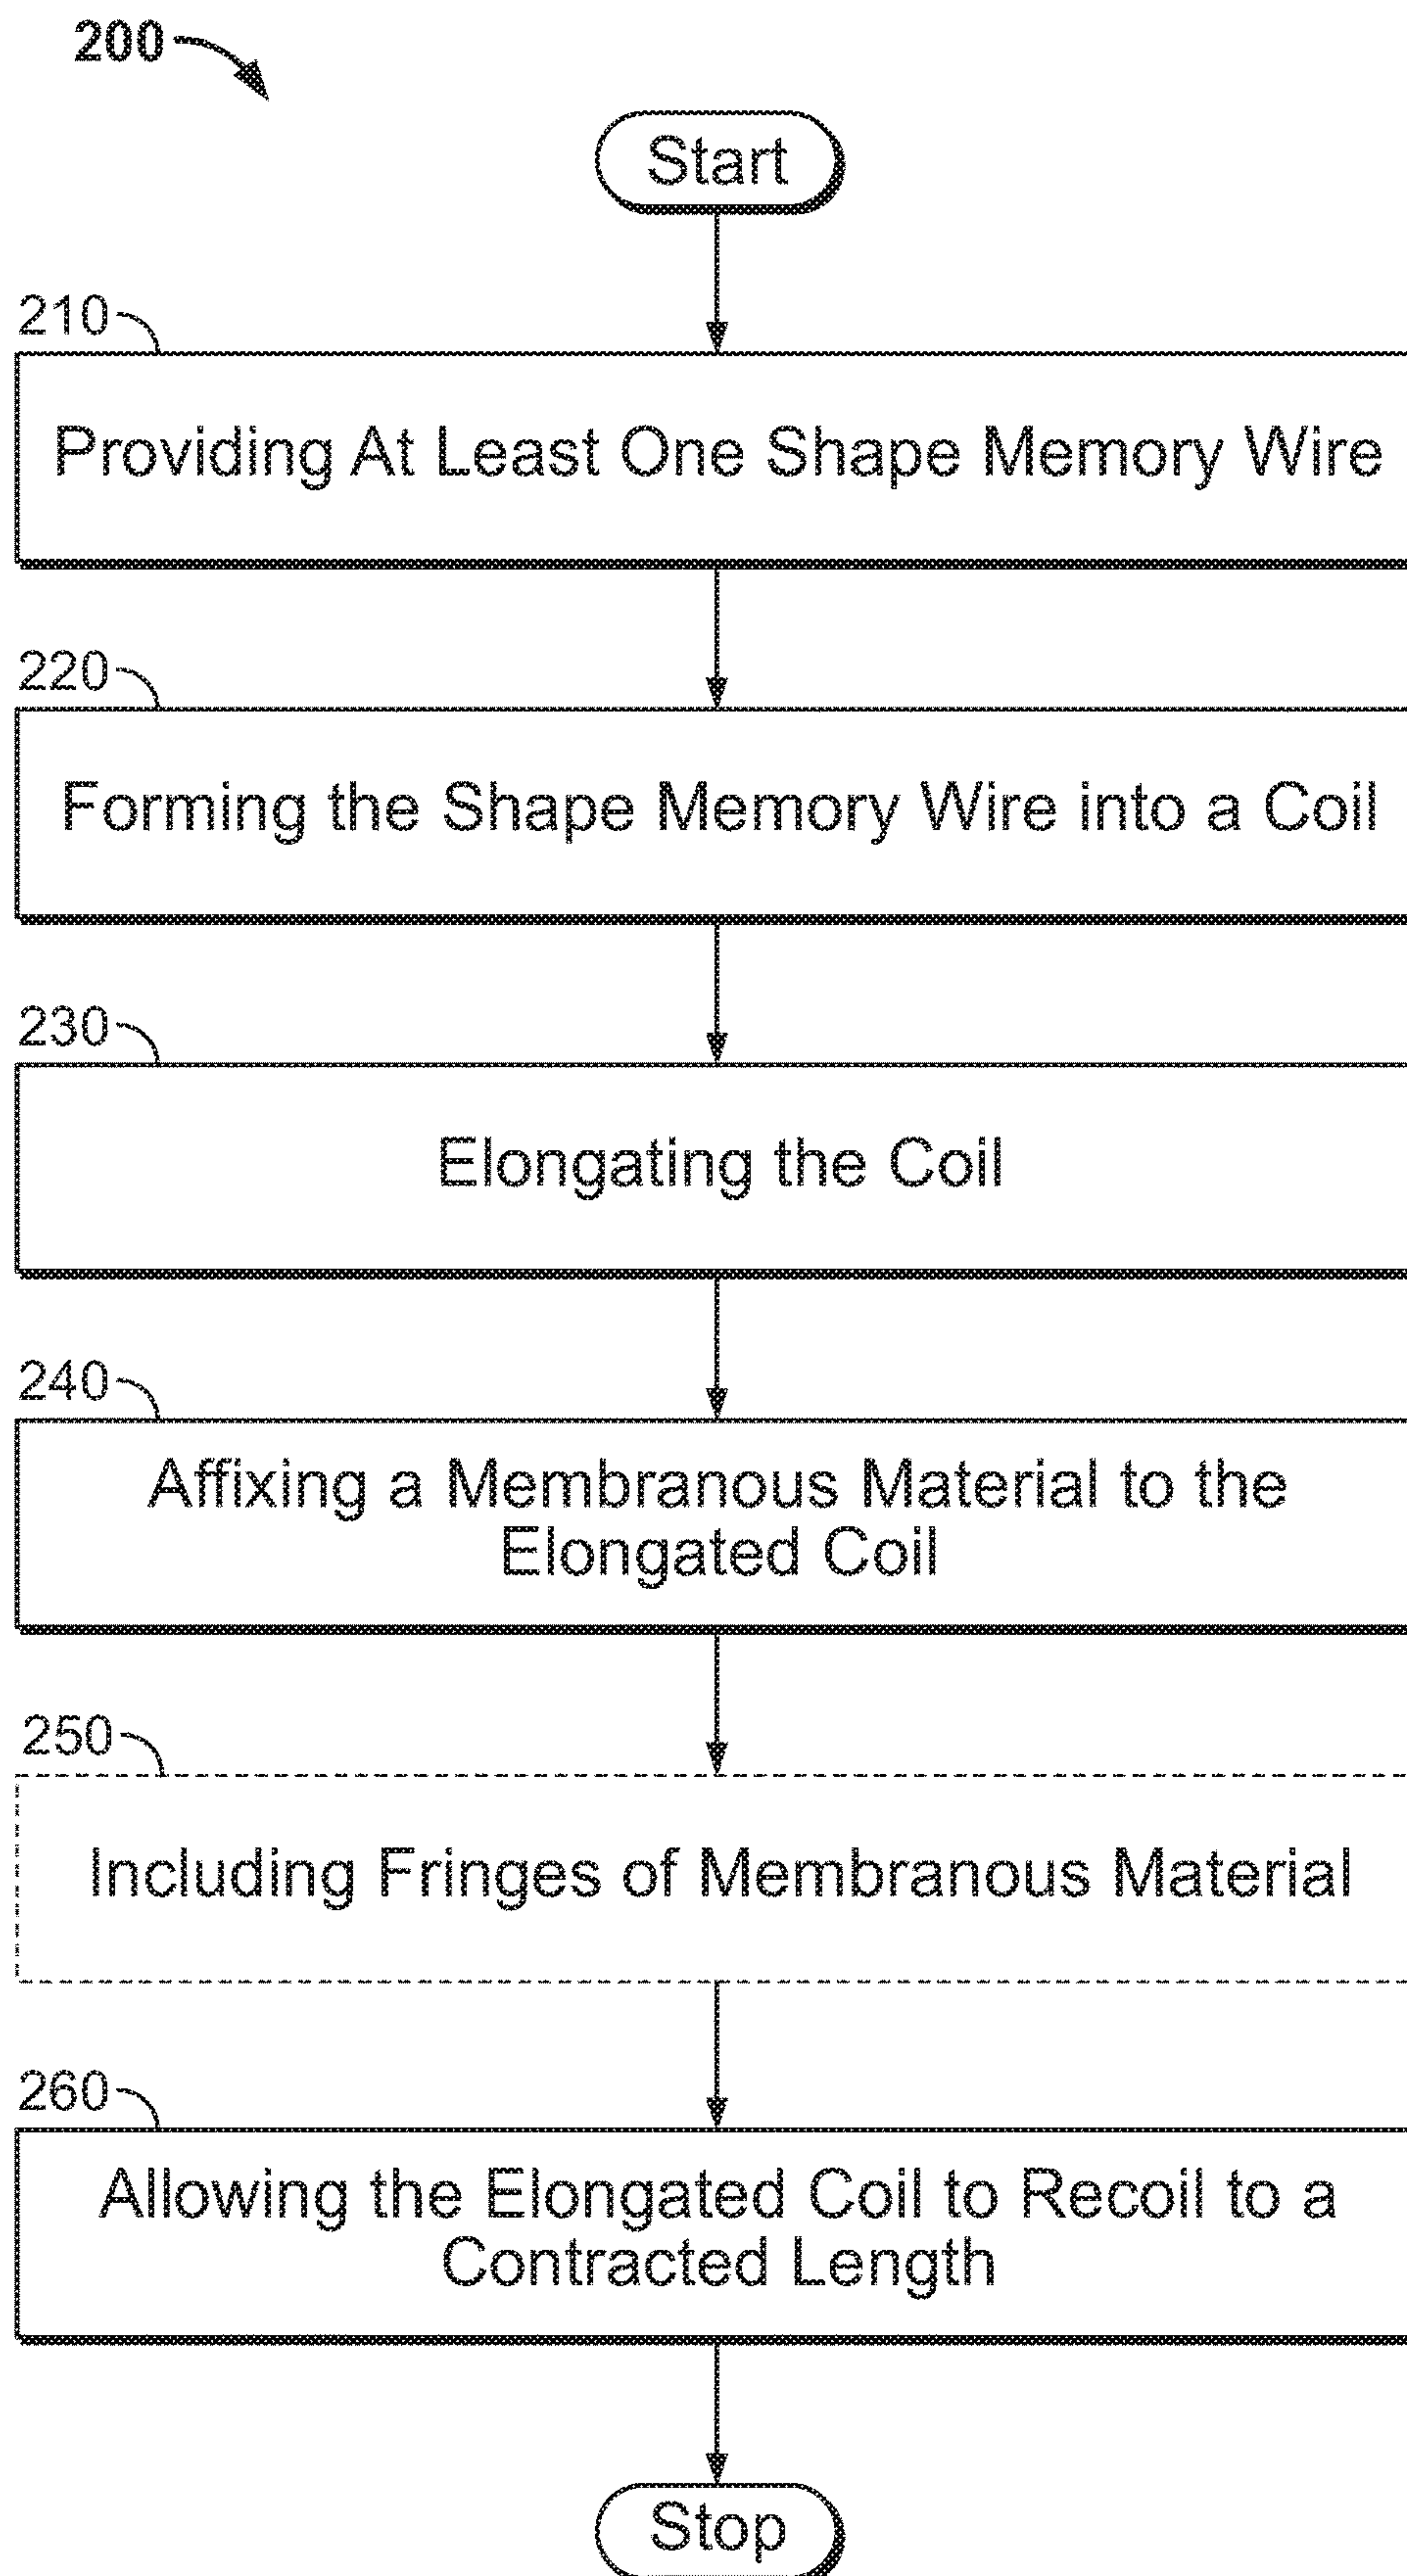 200
Start
210
Providing At Least One Shape Memory Wire
220
Forming the Shape Memory Wire into a Coil
230
Elongating the Coil
240
Affixing a Membranous Material to the
Elongated Coil
250
Including Fringes of Membranous Material
260
Allowing the Elongated Coil to Recoil to a
Contracted Length
Stop